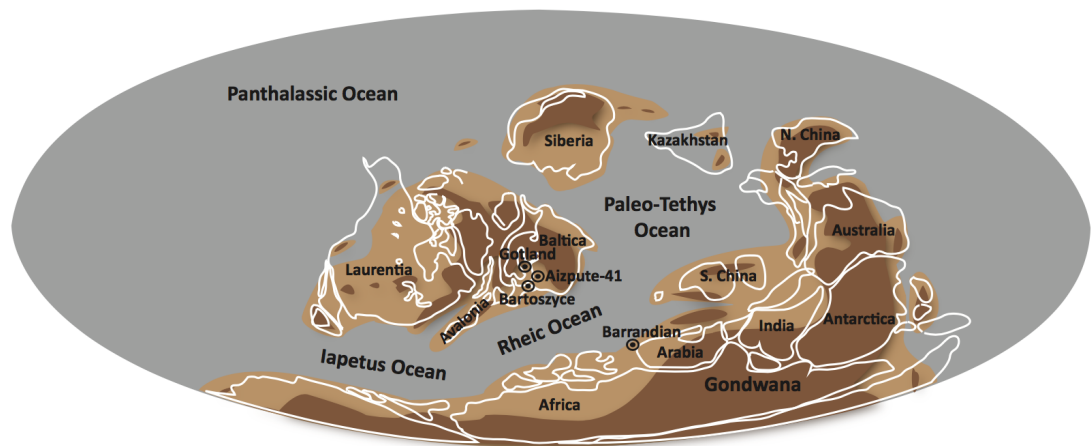 Panthalassic Ocean
Siberia
Kazakhstan
N. China
Paleo-Tethys
Ocean
Australia
Baltica
Gotland
Laurentia
Aizpute-41
S. China
Bartoszyce
Avalonia
Rheic Ocean
Barrandian
India
Antarctica
Arabia
Iapetus Ocean
Gondwana
Africa